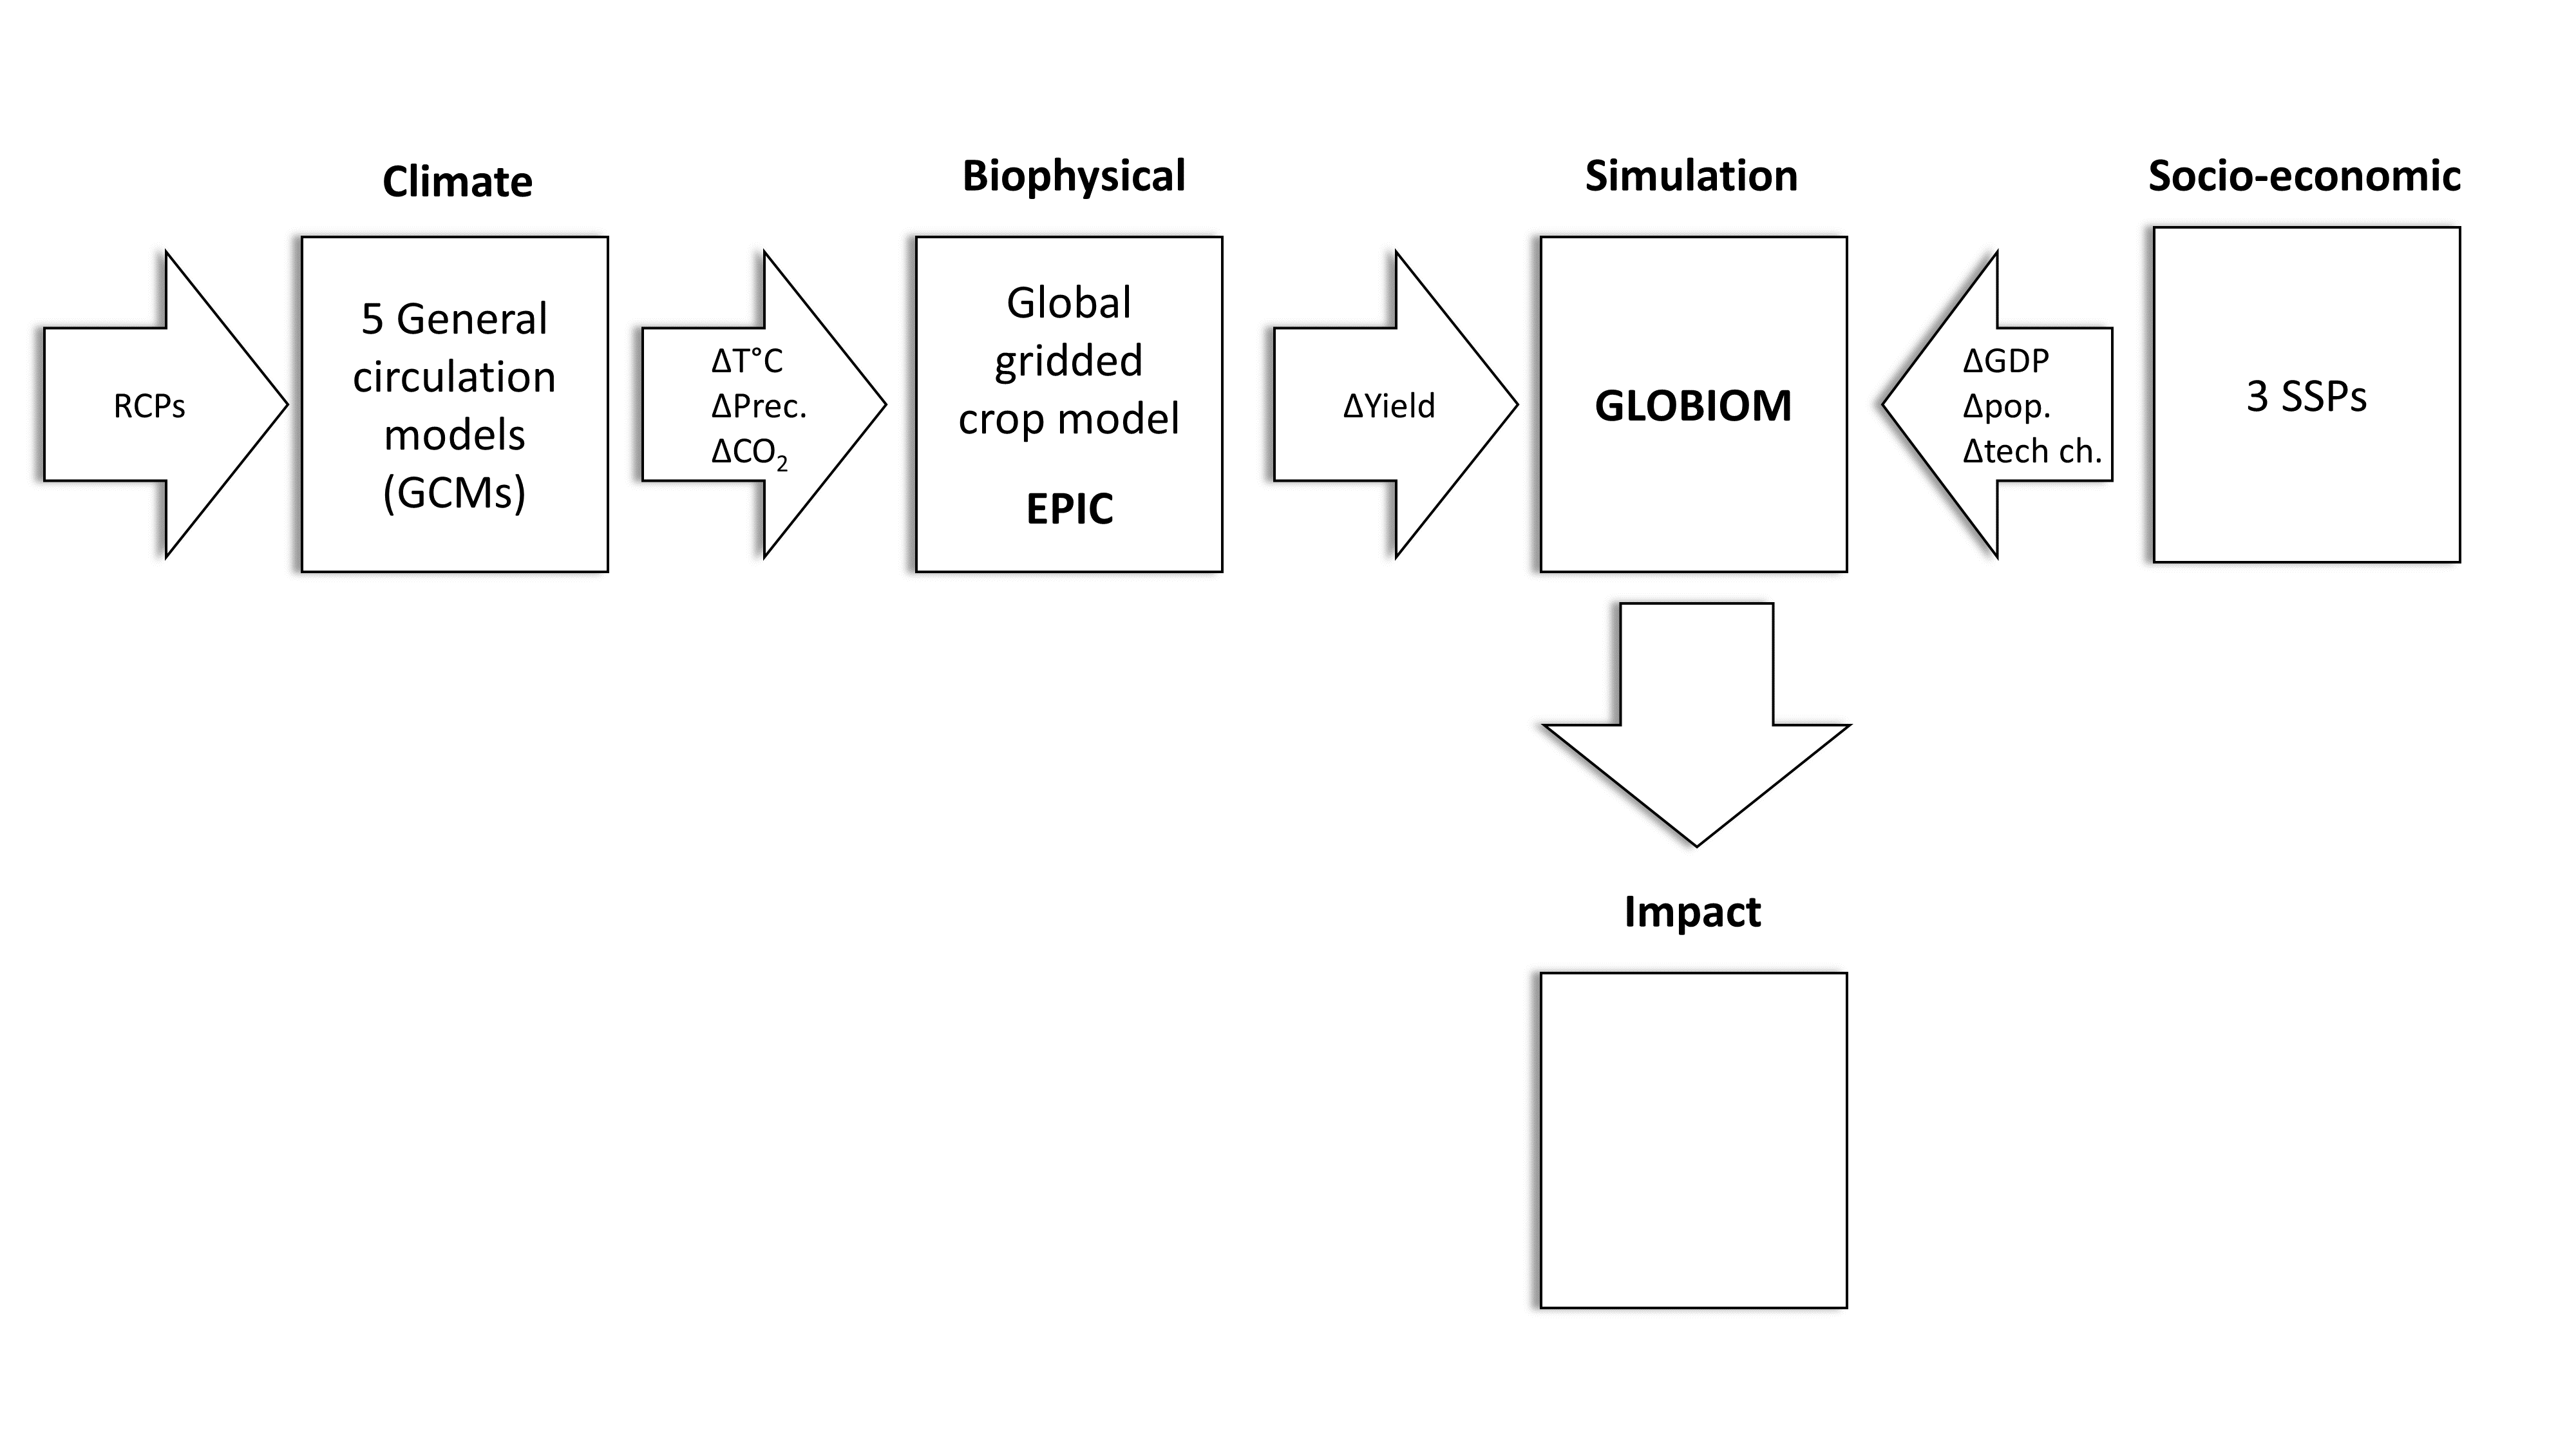 Climate
Biophysical
Simulation
Socio-economic
RCPs
5 General
circulation
models
(GCMs)
ΔT°C
ΔPrec.
ΔCO₂
Global
gridded
crop model
EPIC
ΔYield
GLOBIOM
ΔGDP
Δpop.
Δtech ch.
3 SSPs
Impact